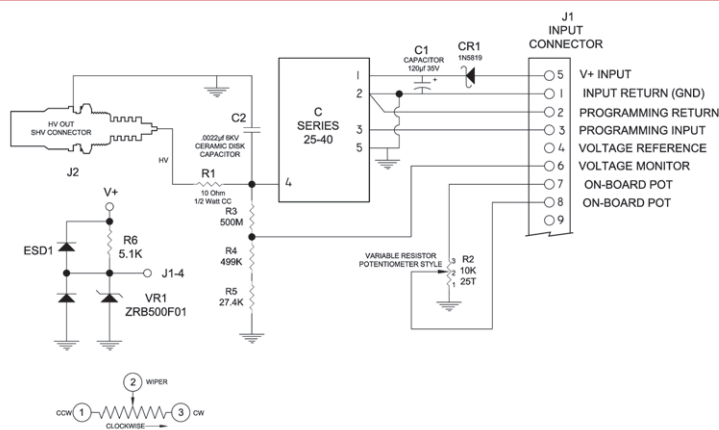 J1
INPUT
CONNECTOR
C1
CAPACITOR
120µf 35V
+
CR1
1N5819
5 V+ INPUT
1 INPUT RETURN (GND)
2 PROGRAMMING RETURN
3 PROGRAMMING INPUT
4 VOLTAGE REFERENCE
6 VOLTAGE MONITOR
7 ON-BOARD POT
8 ON-BOARD POT
9
HV OUT
SHV CONNECTOR
J2
HV
C2
.0022µf 6KV
CERAMIC DISK
CAPACITOR
C
SERIES
25-40
1
2
3
5
4
R1
10 Ohm
1/2 Watt CC
R3
500M
R4
499K
R5
27.4K
VARIABLE RESISTOR
POTENTIOMETER STYLE
3
2
1
R2
10K
25T
V+
ESD1
R6
5.1K
J1-4
VR1
ZRB500F01
2 WIPER
CCW 1 3 CW
CLOCKWISE